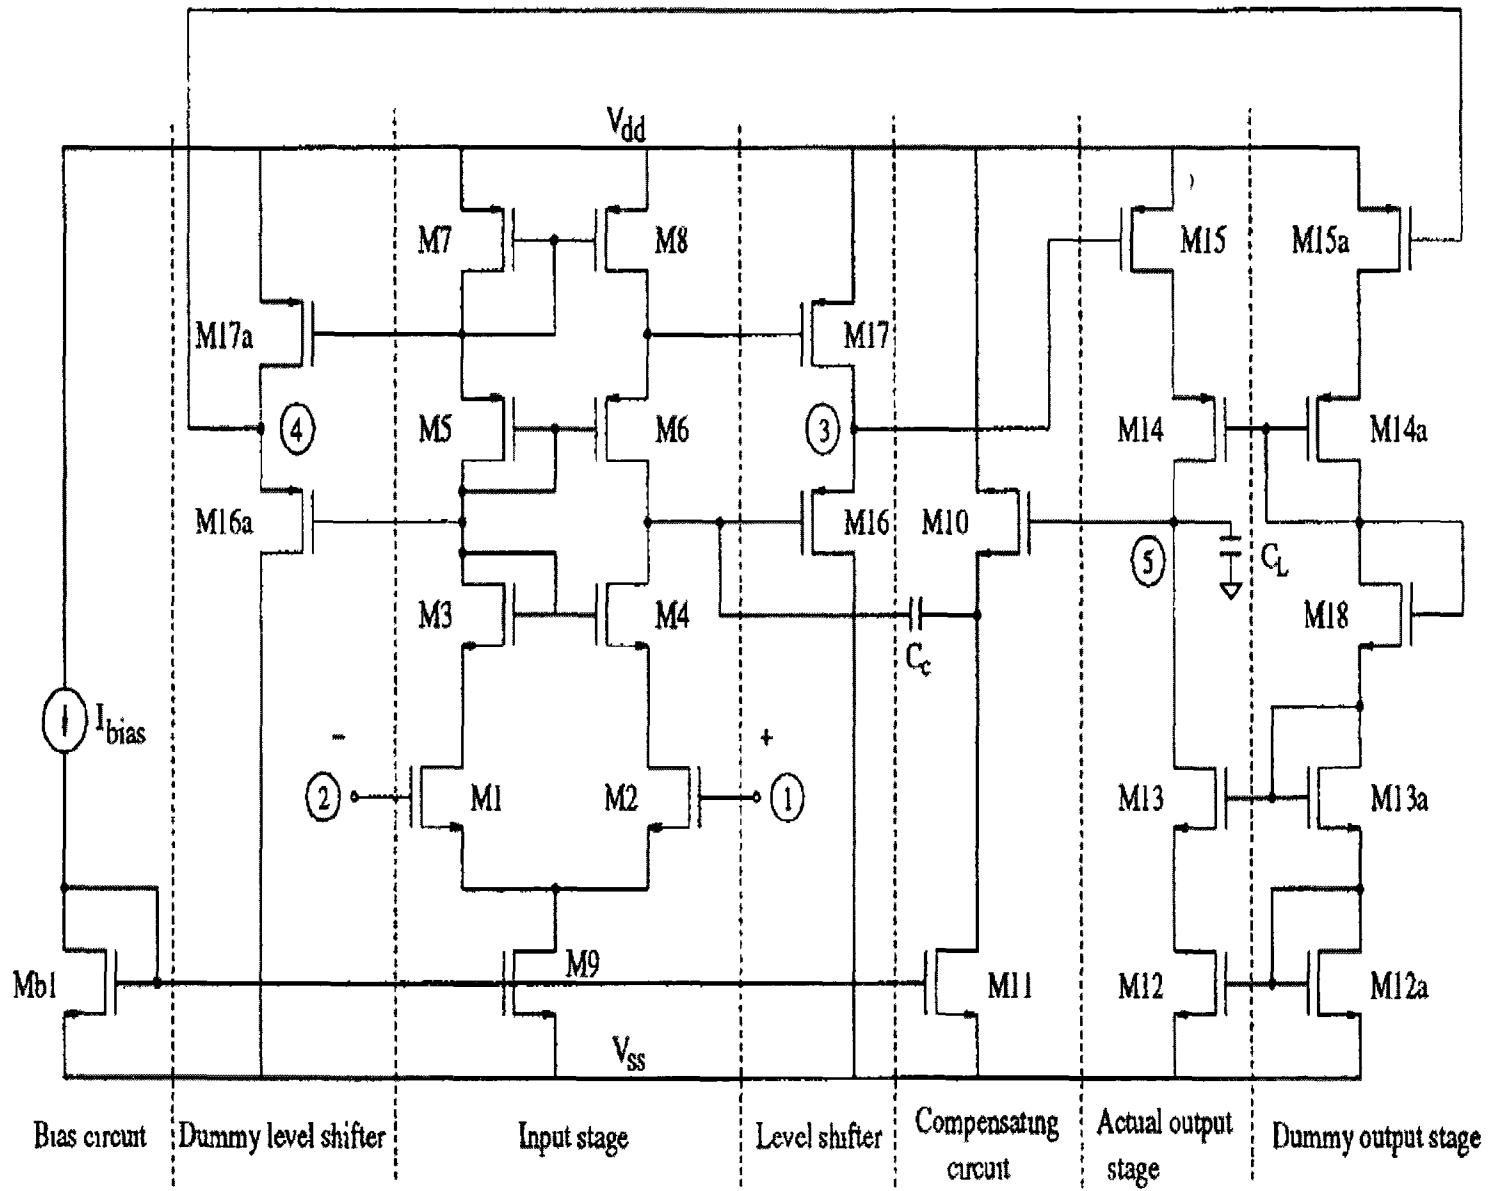 Vdd
M7
M8
M15
M15a
M17a
M17
4
M5
M6
3
M14
M14a
M16a
M16
M10
5
CL
M3
M4
M18
Cc
Ibias
-
+
2
M1
M2
1
M13
M13a
Mb1
M9
M11
M12
M12a
Vss
Bias circuit
Dummy level shifter
Input stage
Level shifter
Compensating
circuit
Actual output
stage
Dummy output stage